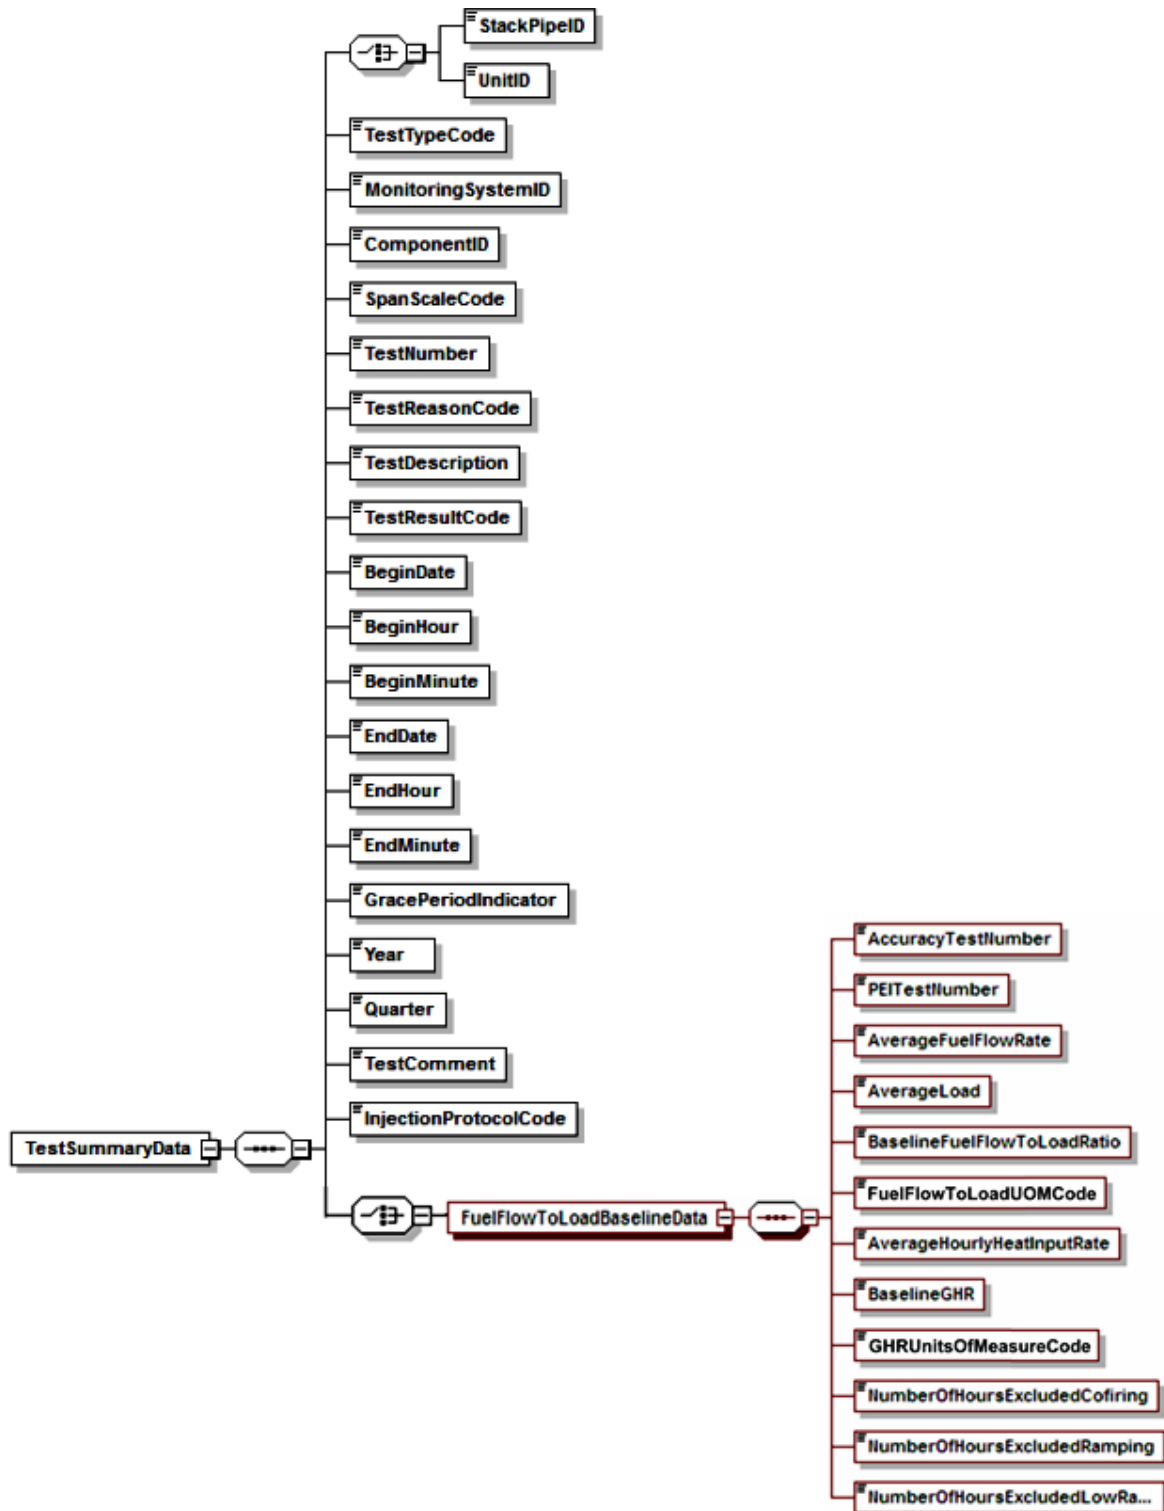 StackPipeID
UnitID
TestTypeCode
MonitoringSystemID
ComponentID
SpanScaleCode
TestNumber
TestReasonCode
TestDescription
TestResultCode
BeginDate
BeginHour
BeginMinute
EndDate
EndHour
EndMinute
GracePeriodIndicator
Year
Quarter
TestComment
InjectionProtocolCode
TestSummaryData
FuelFlowToLoadBaselineData
AccuracyTestNumber
PEITestNumber
AverageFuelFlowRate
AverageLoad
BaselineFuelFlowToLoadRatio
FuelFlowToLoadUOMCode
AverageHourlyHeatInputRate
BaselineGHR
GHRUnitsOfMeasureCode
NumberOfHoursExcludedCofiring
NumberOfHoursExcludedRamping
NumberOfHoursExcludedLowRa...